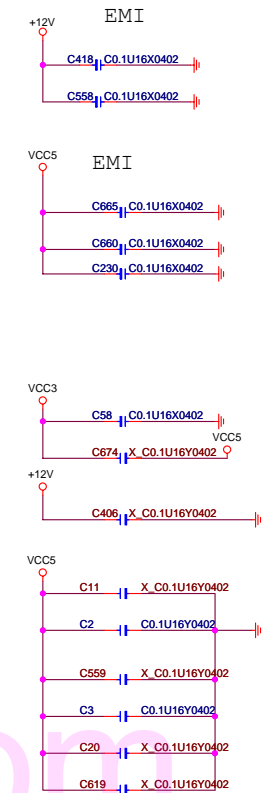 EMI
+12V
C418 C0.1U16X0402
C558 C0.1U16X0402
VCC5
EMI
C665 C0.1U16X0402
C660 C0.1U16X0402
C230 C0.1U16X0402
VCC3
C58 C0.1U16X0402
VCC5
C674 X_C0.1U16Y0402
+12V
C406 X_C0.1U16Y0402
VCC5
C11 X_C0.1U16Y0402
C2 C0.1U16Y0402
C559 X_C0.1U16Y0402
C3 C0.1U16Y0402
C20 X_C0.1U16Y0402
C619 X_C0.1U16Y0402
om